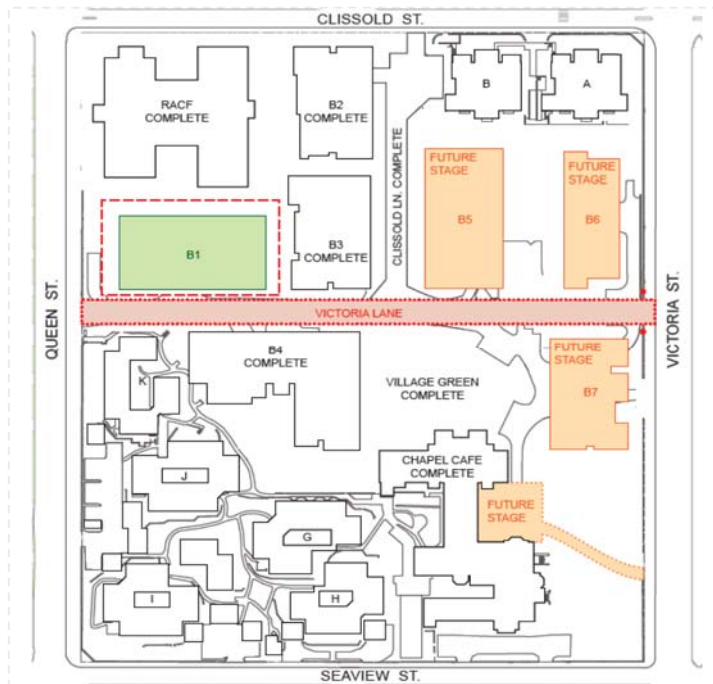 CLISSOLD ST.
RACF
COMPLETE
B2
COMPLETE
B
A
CLISSOLD LN. COMPLETE
FUTURE
STAGE
B5
FUTURE
STAGE
B6
B1
B3
COMPLETE
QUEEN ST.
VICTORIA LANE
VICTORIA ST.
B4
COMPLETE
FUTURE
STAGE
B7
K
VILLAGE GREEN
COMPLETE
CHAPEL CAFE
COMPLETE
J
FUTURE
STAGE
G
I
H
SEAVIEW ST.